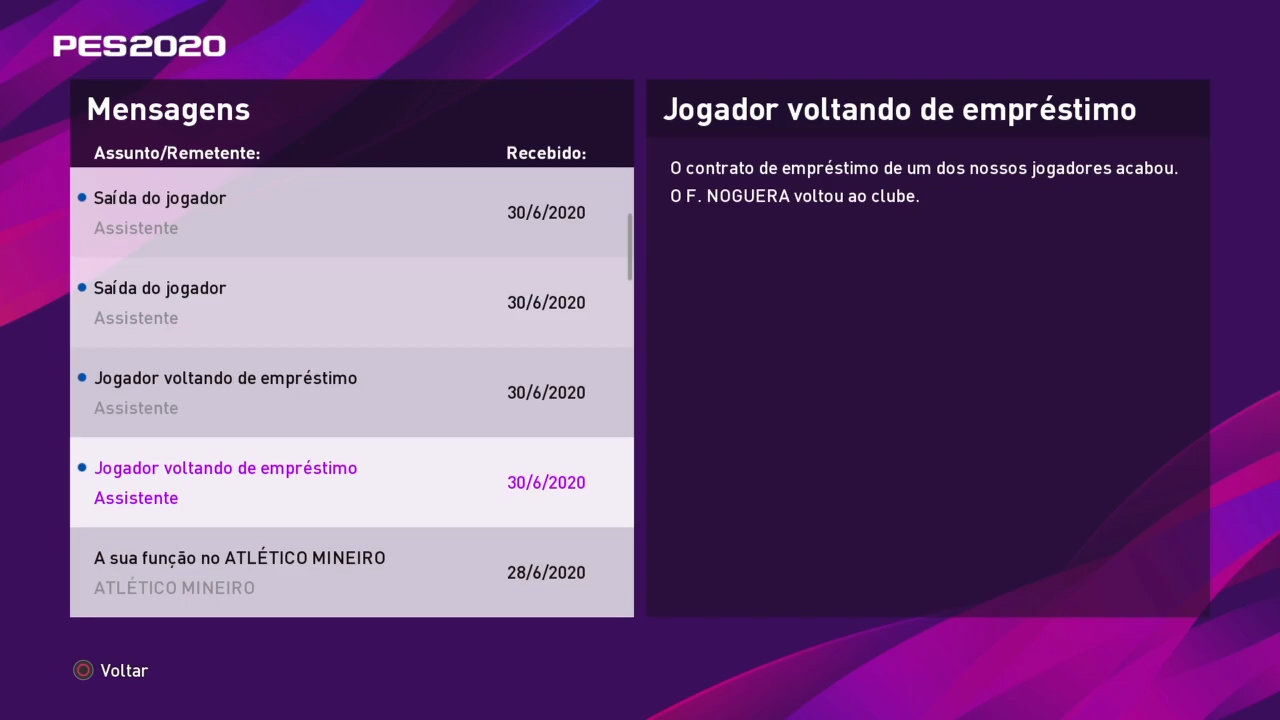 PES2020
Mensagens
Assunto/Remetente: Recebido:
Saída do jogador
Assistente
30/6/2020
Saída do jogador
Assistente
30/6/2020
Jogador voltando de empréstimo
Assistente
30/6/2020
Jogador voltando de empréstimo
Assistente
30/6/2020
A sua função no ATLÉTICO MINEIRO
ATLÉTICO MINEIRO
28/6/2020
Jogador voltando de empréstimo
O contrato de empréstimo de um dos nossos jogadores acabou.
O F. NOGUERA voltou ao clube.
Voltar